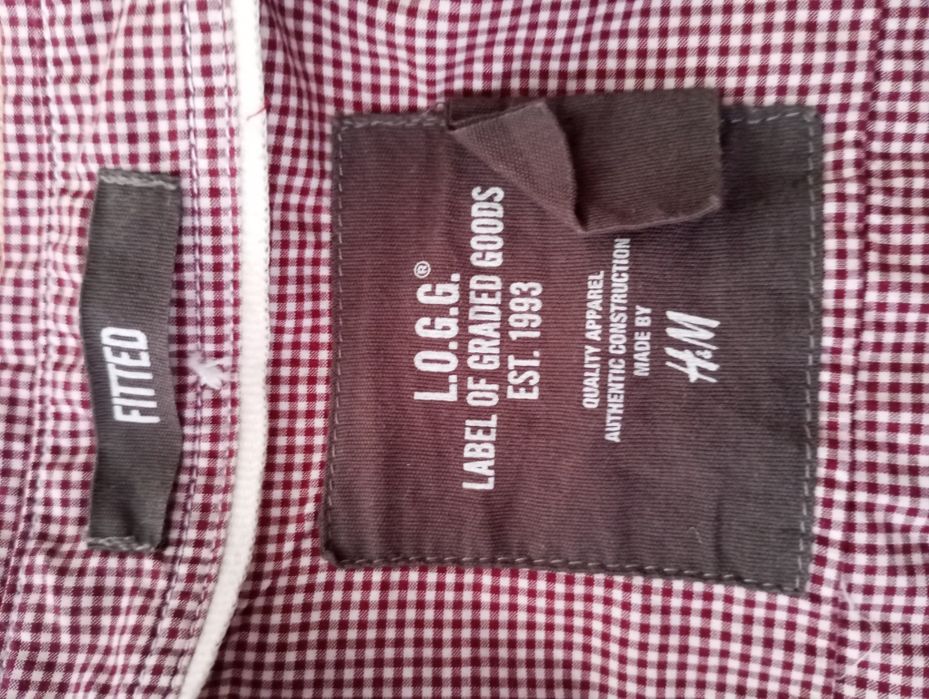 FITTED
L.O.G.G.®
LABEL OF GRADED GOODS
EST. 1993
QUALITY APPAREL
AUTHENTIC CONSTRUCTION
MADE BY
H&M